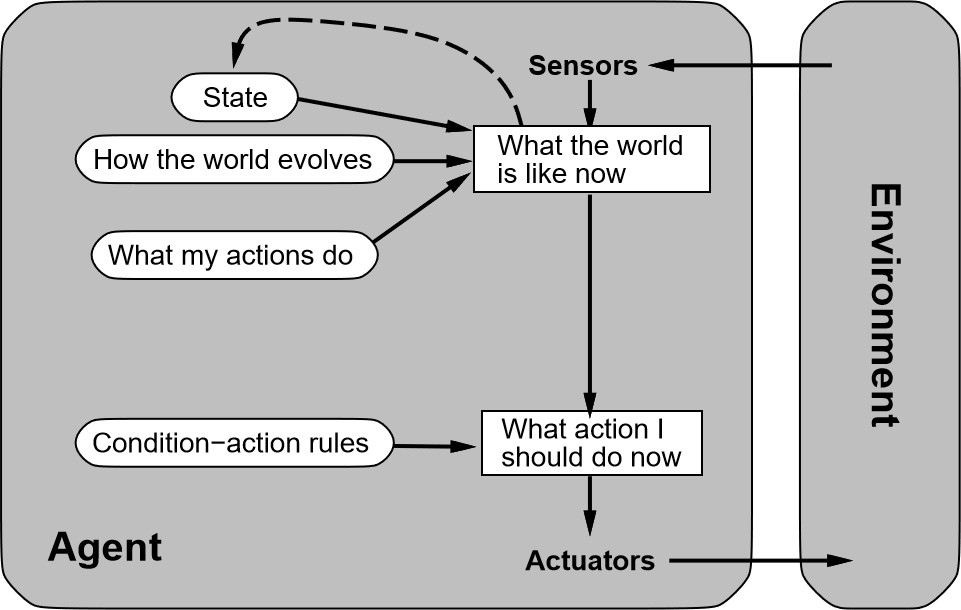 Sensors
State
What the world
is like now
How the world evolves
What my actions do
Environment
Condition−action rules
What action I
should do now
Agent
Actuators